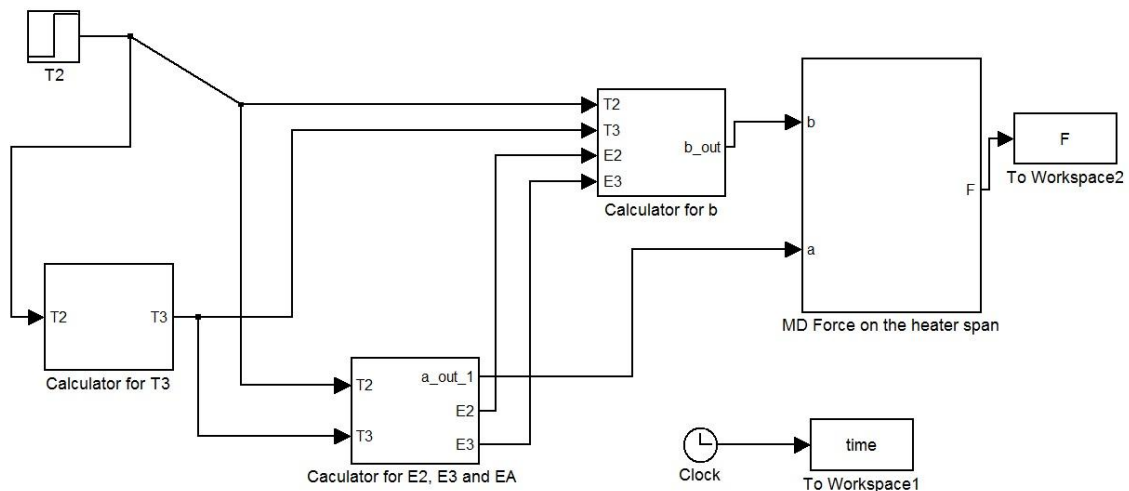 T2
T2
T3
E2
E3
b_out
Calculator for b
b
a
F
MD Force on the heater span
F
To Workspace2
T2
T3
Calculator for T3
T2
T3
a_out_1
E2
E3
Caculator for E2, E3 and EA
Clock
time
To Workspace1